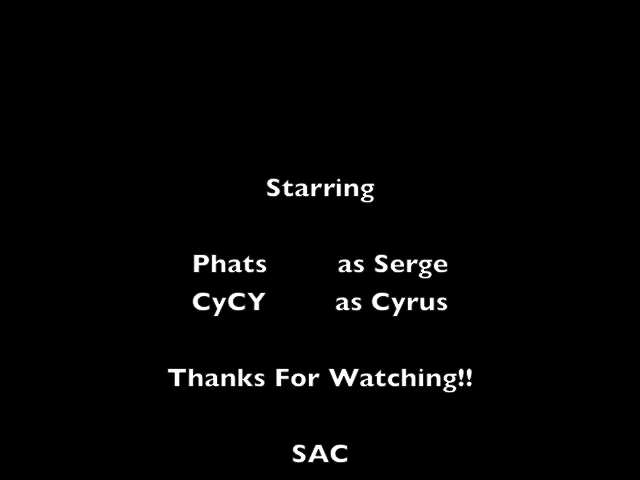 Starring
Phats as Serge
CyCY as Cyrus
Thanks For Watching!!
SAC